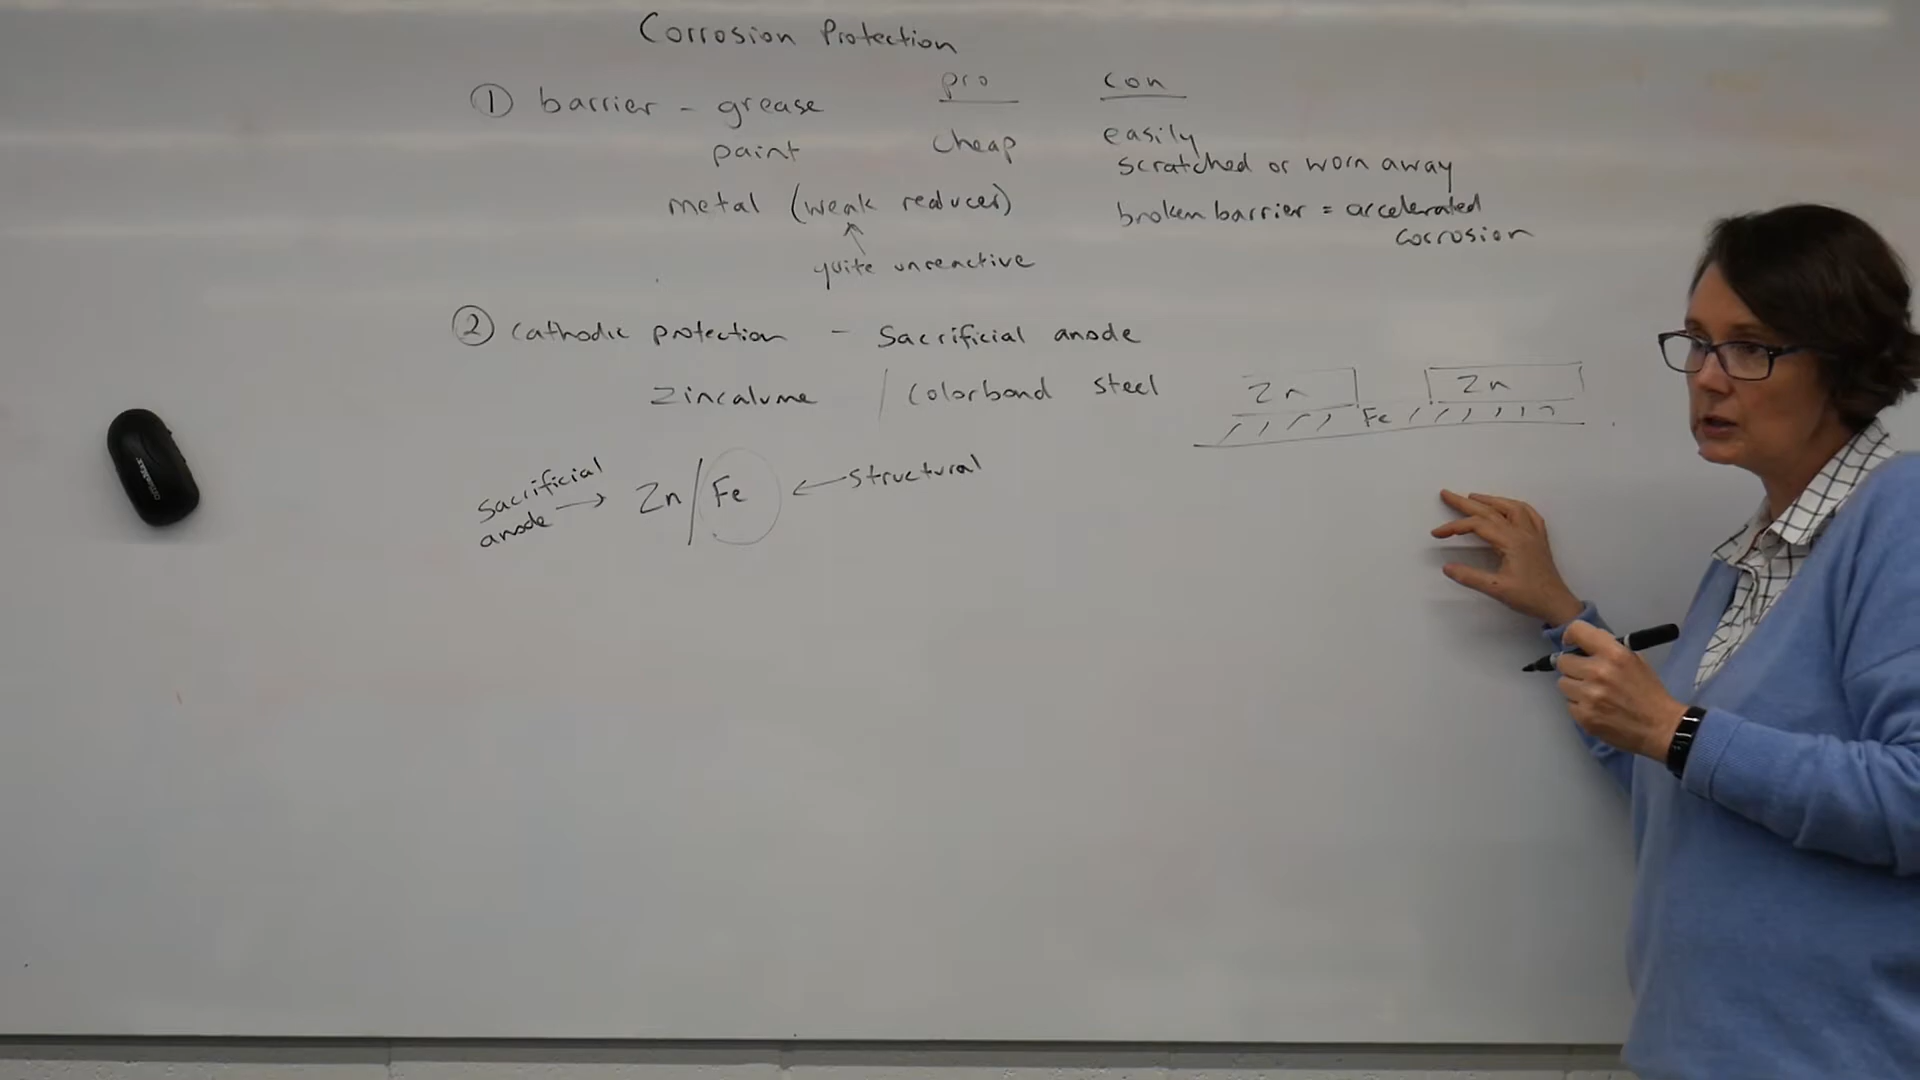 Corrosion Protection
pro con
① barrier - grease
paint
cheap
easily
scratched or worn away
metal (weak reducer)
broken barrier = accelerated
corrosion
quite unreactive
② Cathodic protection - Sacrificial anode
Zincalume / Colorbond steel
Zn Fe Zn
Sacrificial
anode → Zn/Fe ← structural